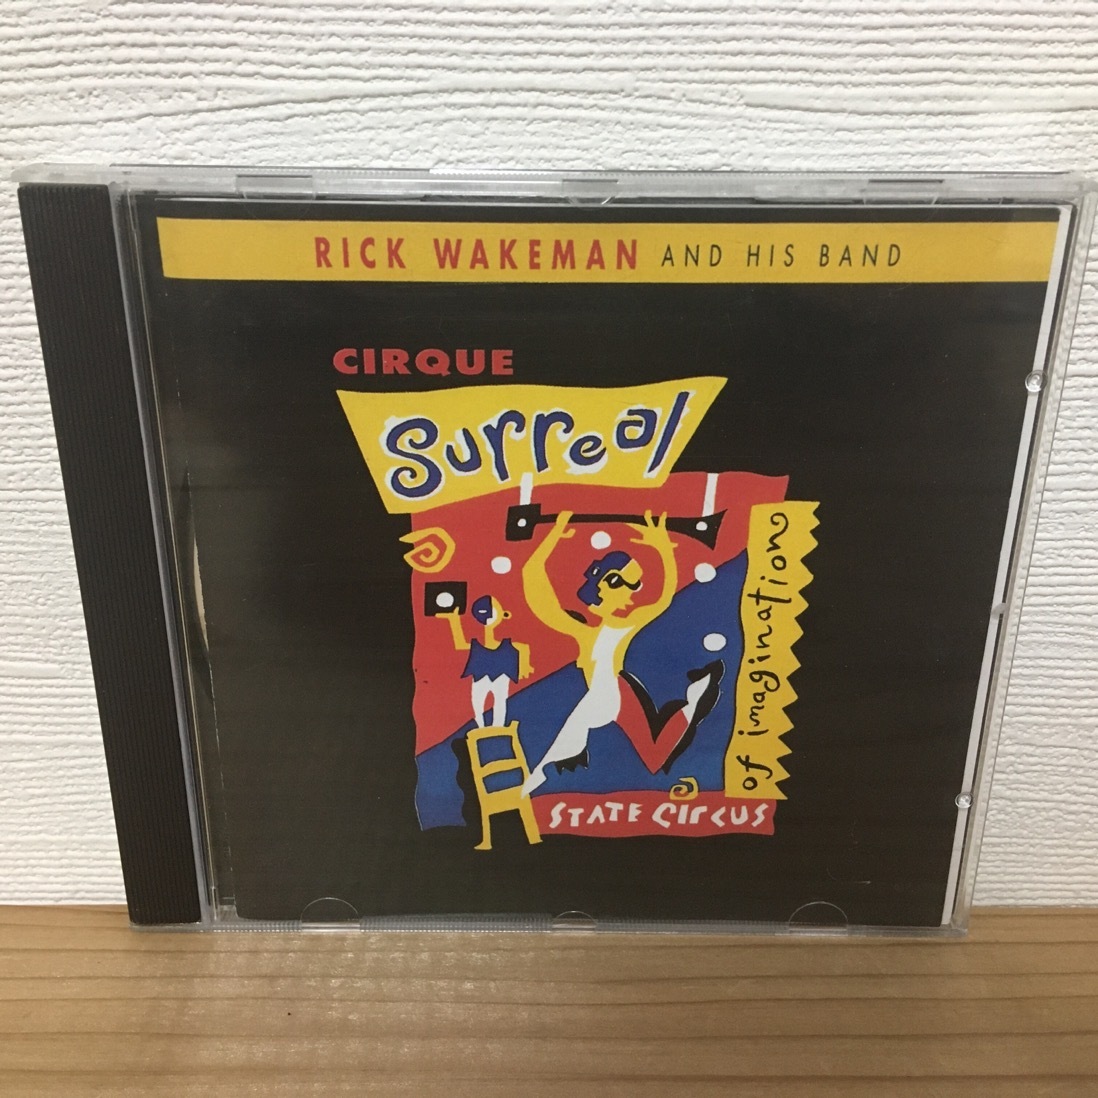 RICK WAKEMAN AND HIS BAND
CIRQUE
Surreal
STATE CIRCUS
of imagination